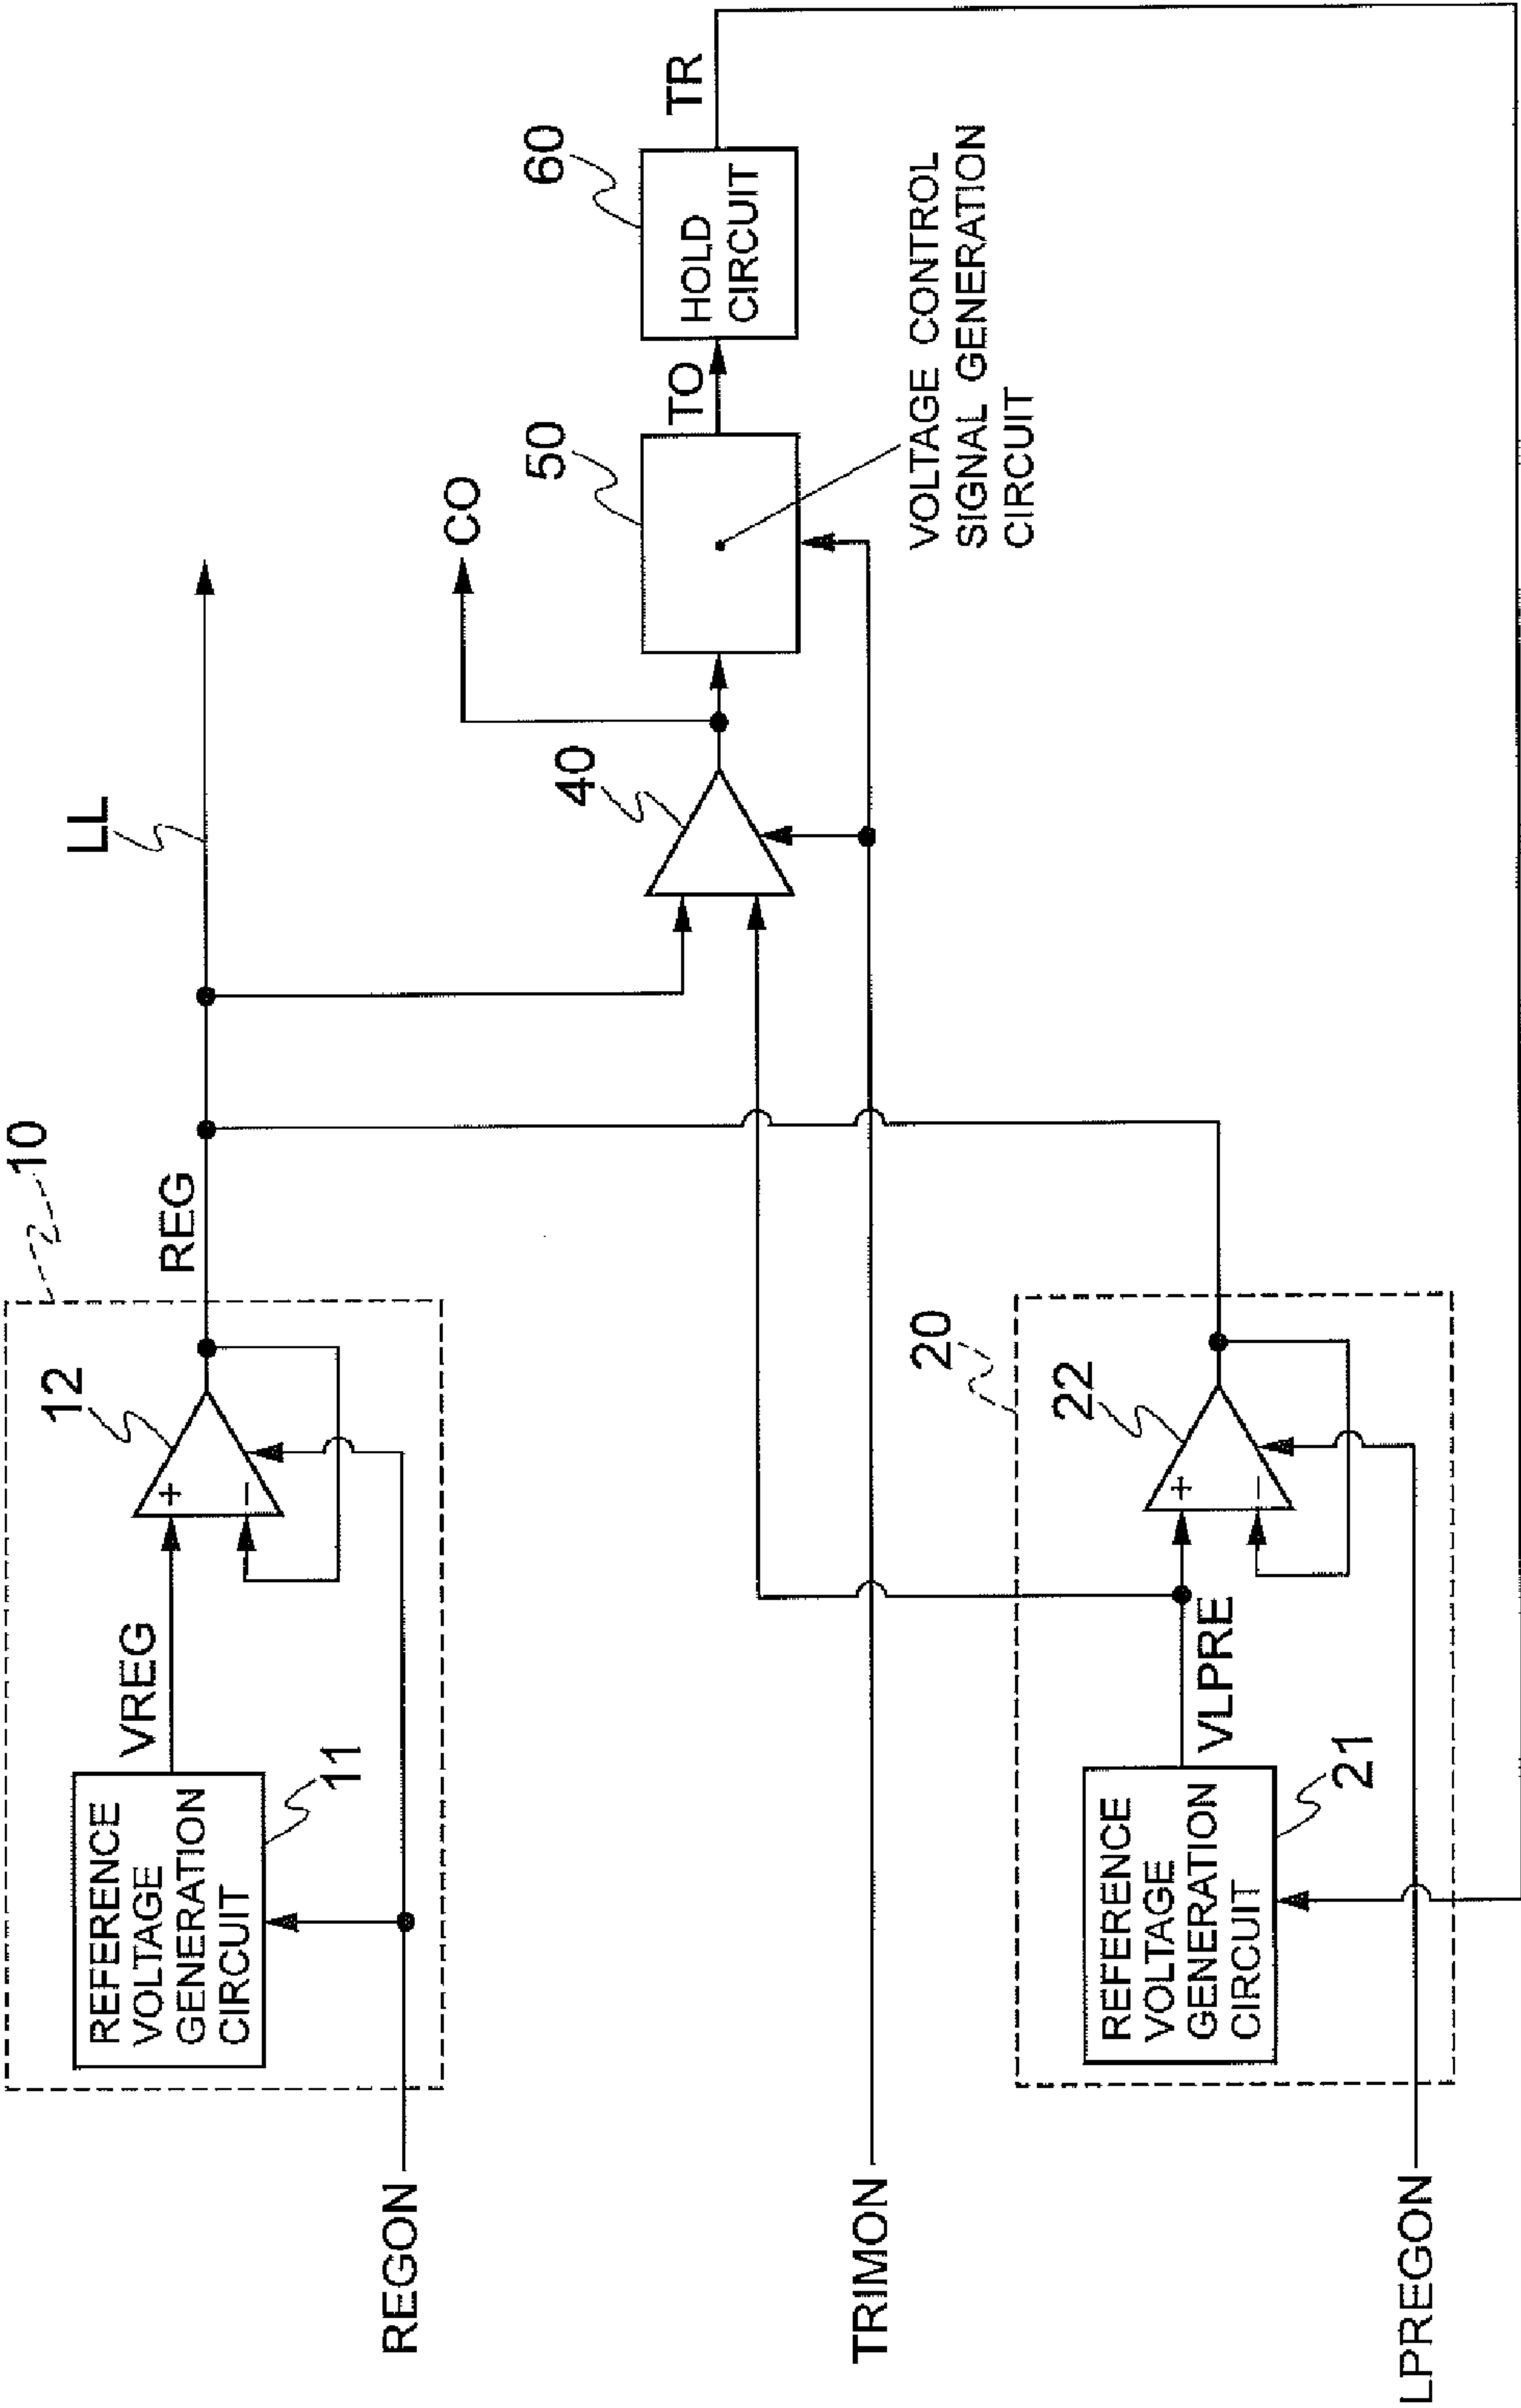 10
REFERENCE
VOLTAGE
GENERATION
CIRCUIT
11
VREG
12
+
−
REG
LL
REGON
CO
40
50
TO
60
HOLD
CIRCUIT
TR
VOLTAGE CONTROL
SIGNAL GENERATION
CIRCUIT
TRIMON
20
REFERENCE
VOLTAGE
GENERATION
CIRCUIT
21
VLPRE
22
+
−
LPREGON